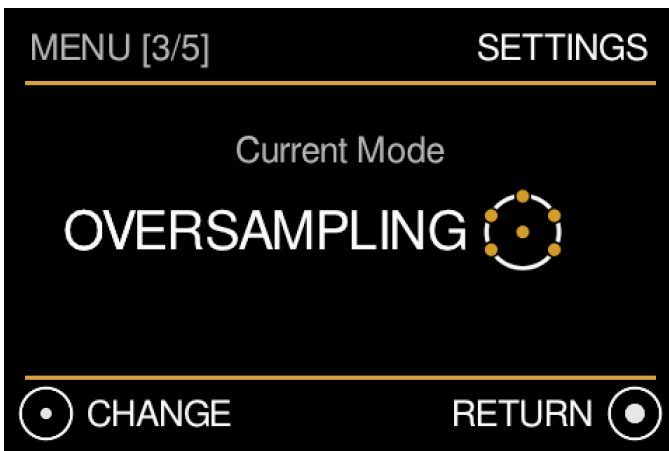 MENU [3/5] SETTINGS
Current Mode
OVERSAMPLING
CHANGE RETURN